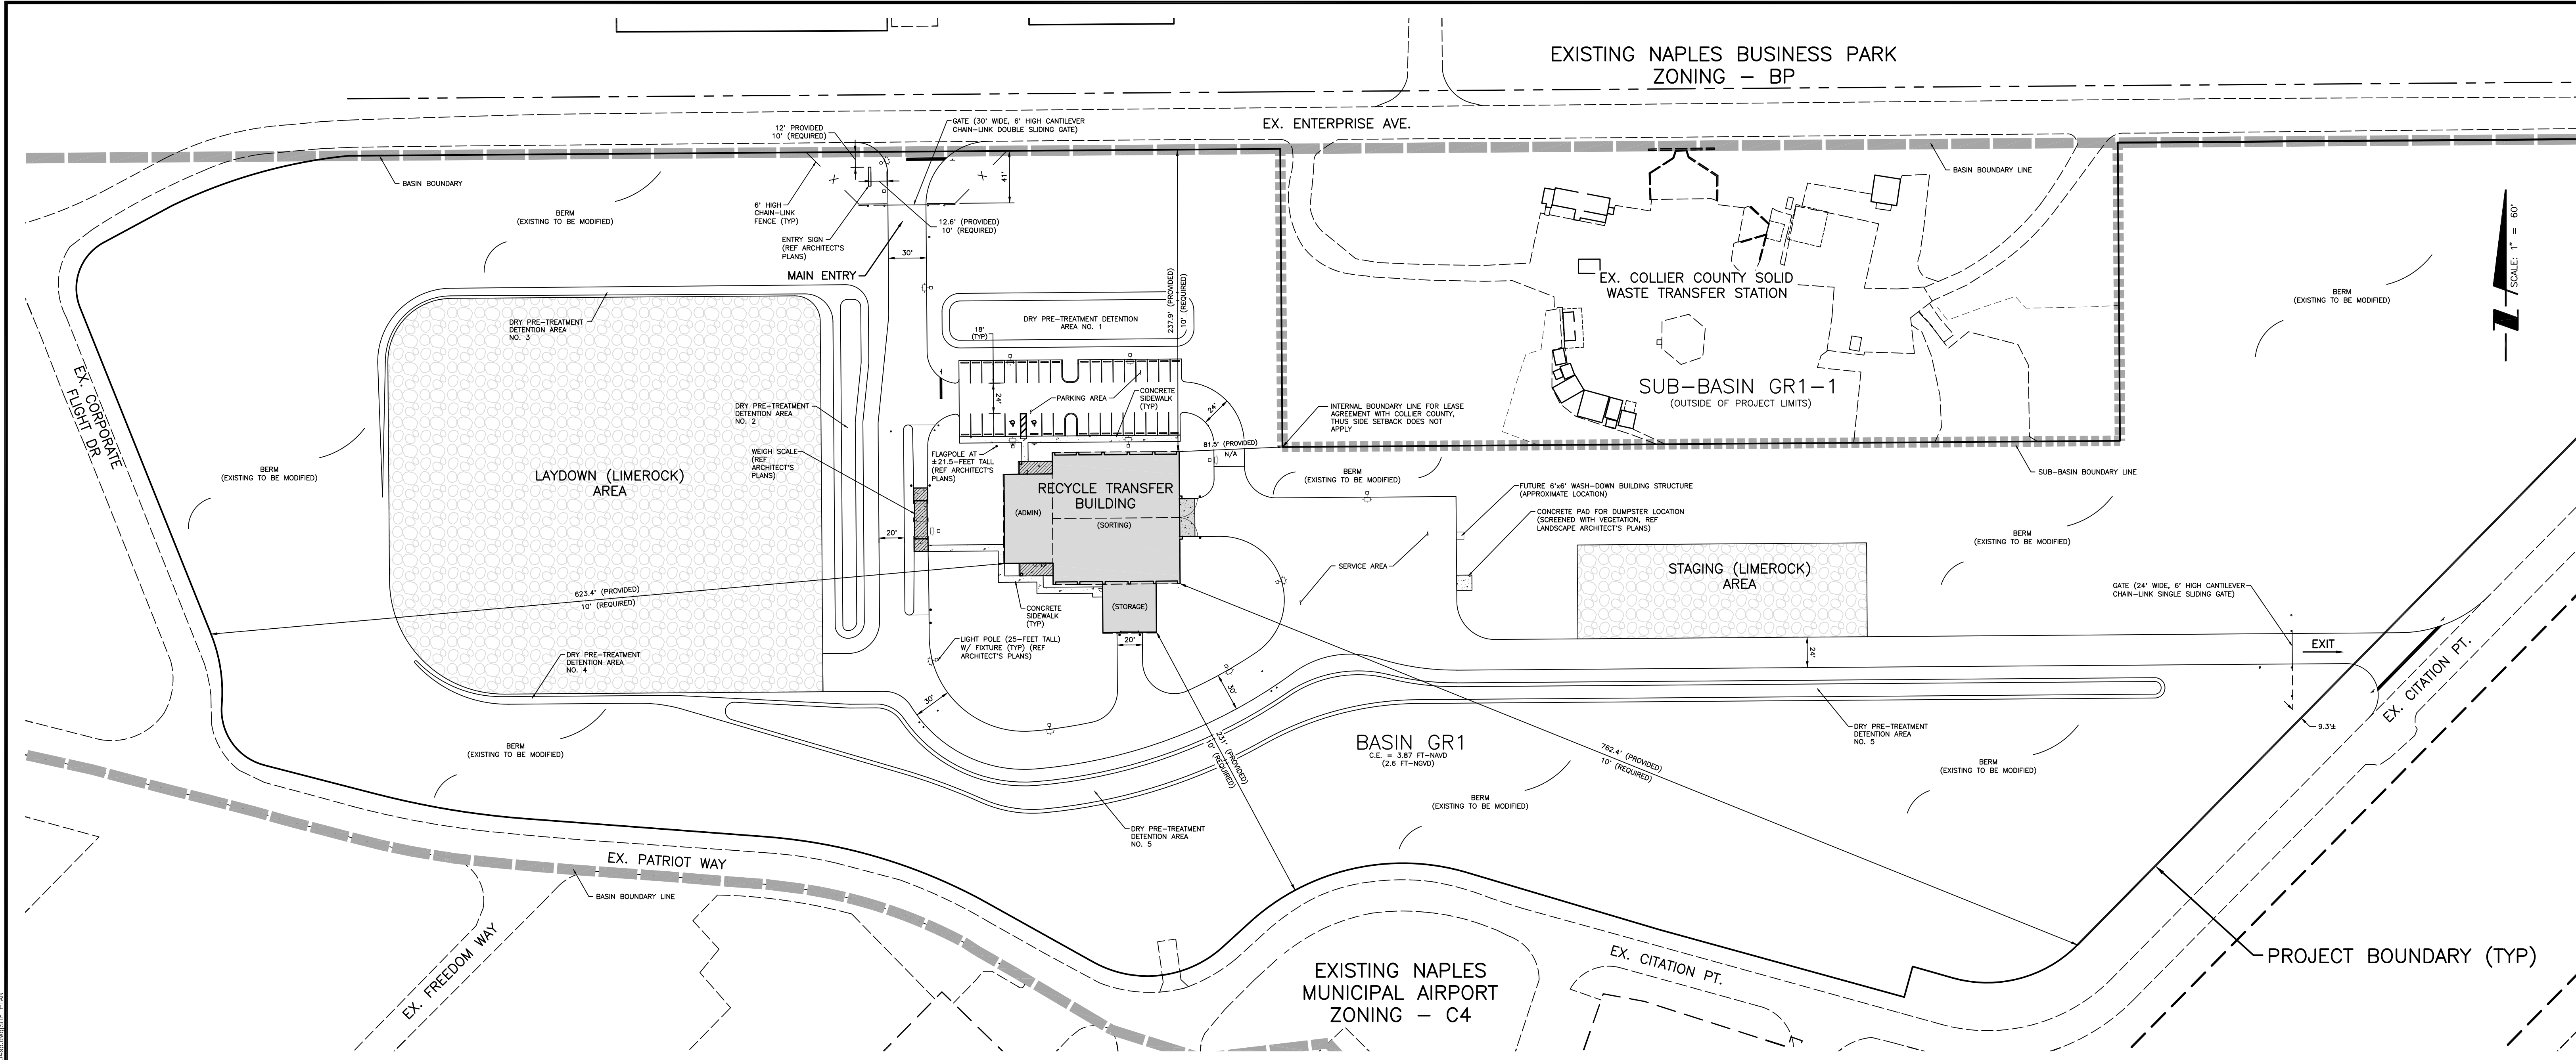 EXISTING NAPLES BUSINESS PARK
ZONING – BP
EX. ENTERPRISE AVE.
12' PROVIDED
10' (REQUIRED)
GATE (30' WIDE, 6' HIGH CANTILEVER
CHAIN-LINK DOUBLE SLIDING GATE)
BASIN BOUNDARY
BASIN BOUNDARY LINE
41'
BERM
(EXISTING TO BE MODIFIED)
6' HIGH
CHAIN-LINK
FENCE (TYP)
12.6' (PROVIDED)
10' (REQUIRED)
ENTRY SIGN
(REF ARCHITECT'S
PLANS)
MAIN ENTRY
30'
237.9' (PROVIDED)
10' (REQUIRED)
EX. COLLIER COUNTY SOLID
WASTE TRANSFER STATION
BERM
(EXISTING TO BE MODIFIED)
SCALE: 1" = 60'
DRY PRE-TREATMENT
DETENTION AREA
NO. 3
DRY PRE-TREATMENT DETENTION
AREA NO. 1
18'
(TYP)
EX. CORPORATE
FLIGHT DR
24'
PARKING AREA
CONCRETE
SIDEWALK
(TYP)
24'
DRY PRE-TREATMENT
DETENTION AREA
NO. 2
INTERNAL BOUNDARY LINE FOR LEASE
AGREEMENT WITH COLLIER COUNTY,
THUS SIDE SETBACK DOES NOT
APPLY
SUB-BASIN GR1-1
(OUTSIDE OF PROJECT LIMITS)
81.5' (PROVIDED)
N/A
WEIGH SCALE
(REF
ARCHITECT'S
PLANS)
FLAGPOLE AT
±21.5-FEET TALL
(REF ARCHITECT'S
PLANS)
BERM
(EXISTING TO BE MODIFIED)
LAYDOWN (LIMEROCK)
AREA
BERM
(EXISTING TO BE MODIFIED)
SUB-BASIN BOUNDARY LINE
RECYCLE TRANSFER
BUILDING
(ADMIN)
(SORTING)
FUTURE 6'x6' WASH-DOWN BUILDING STRUCTURE
(APPROXIMATE LOCATION)
CONCRETE PAD FOR DUMPSTER LOCATION
(SCREENED WITH VEGETATION, REF
LANDSCAPE ARCHITECT'S PLANS)
20'
BERM
(EXISTING TO BE MODIFIED)
SERVICE AREA
STAGING (LIMEROCK)
AREA
GATE (24' WIDE, 6' HIGH CANTILEVER
CHAIN-LINK SINGLE SLIDING GATE)
623.4' (PROVIDED)
10' (REQUIRED)
CONCRETE
SIDEWALK
(TYP)
(STORAGE)
20'
LIGHT POLE (25-FEET TALL)
W/ FIXTURE (TYP) (REF
ARCHITECT'S PLANS)
DRY PRE-TREATMENT
DETENTION AREA
NO. 4
24'
EXIT
30'
30'
EX. CITATION PT.
DRY PRE-TREATMENT
DETENTION AREA
NO. 5
9.3'±
BERM
(EXISTING TO BE MODIFIED)
BASIN GR1
C.E. = 3.87 FT-NAVD
(2.6 FT-NGVD)
231' (PROVIDED)
10' (REQUIRED)
762.4' (PROVIDED)
10' (REQUIRED)
BERM
(EXISTING TO BE MODIFIED)
BERM
(EXISTING TO BE MODIFIED)
DRY PRE-TREATMENT
DETENTION AREA
NO. 5
EX. PATRIOT WAY
BASIN BOUNDARY LINE
EX. FREEDOM WAY
EXISTING NAPLES
MUNICIPAL AIRPORT
ZONING – C4
EX. CITATION PT.
PROJECT BOUNDARY (TYP)